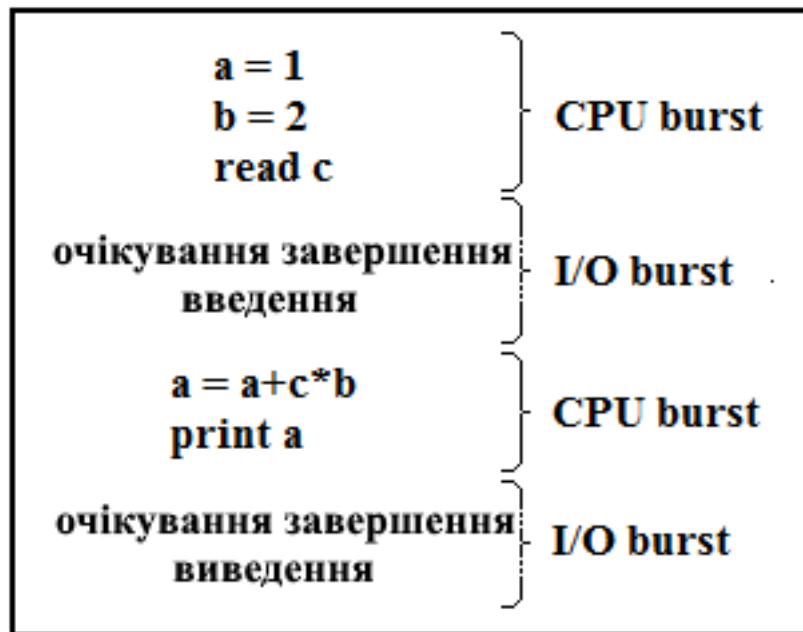 a = 1
b = 2
read c
CPU burst
очікування завершення
введення
I/O burst
a = a+c*b
print a
CPU burst
очікування завершення
виведення
I/O burst